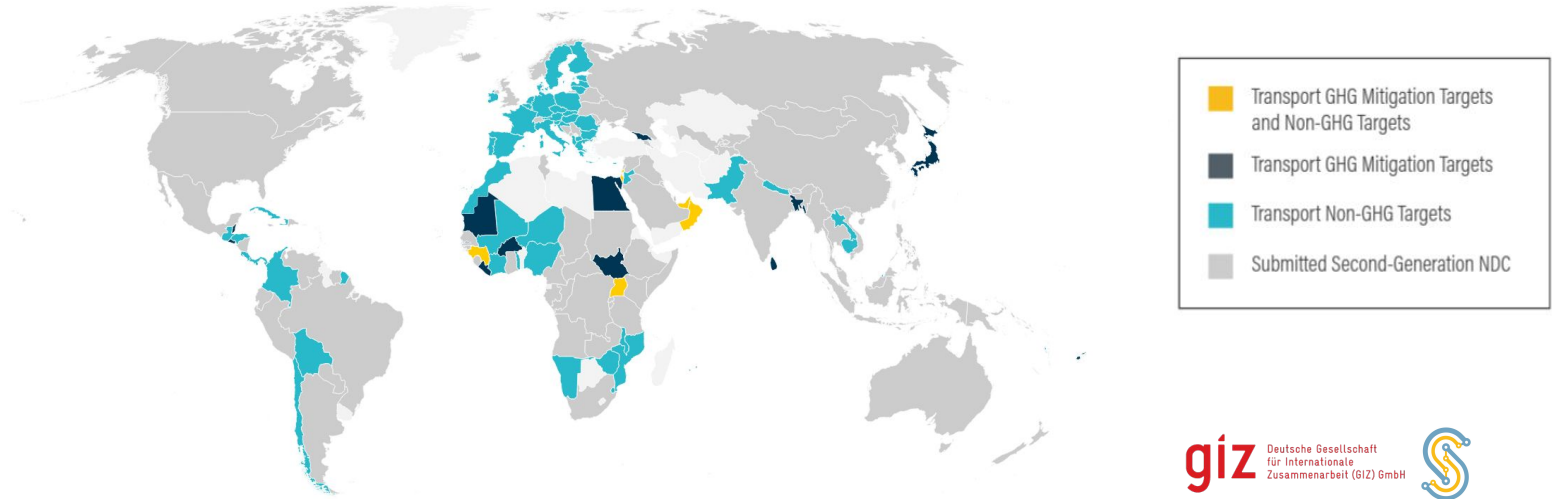 Transport GHG Mitigation Targets
and Non-GHG Targets
Transport GHG Mitigation Targets
Transport Non-GHG Targets
Submitted Second-Generation NDC
giz Deutsche Gesellschaft
für Internationale
Zusammenarbeit (GIZ) GmbH